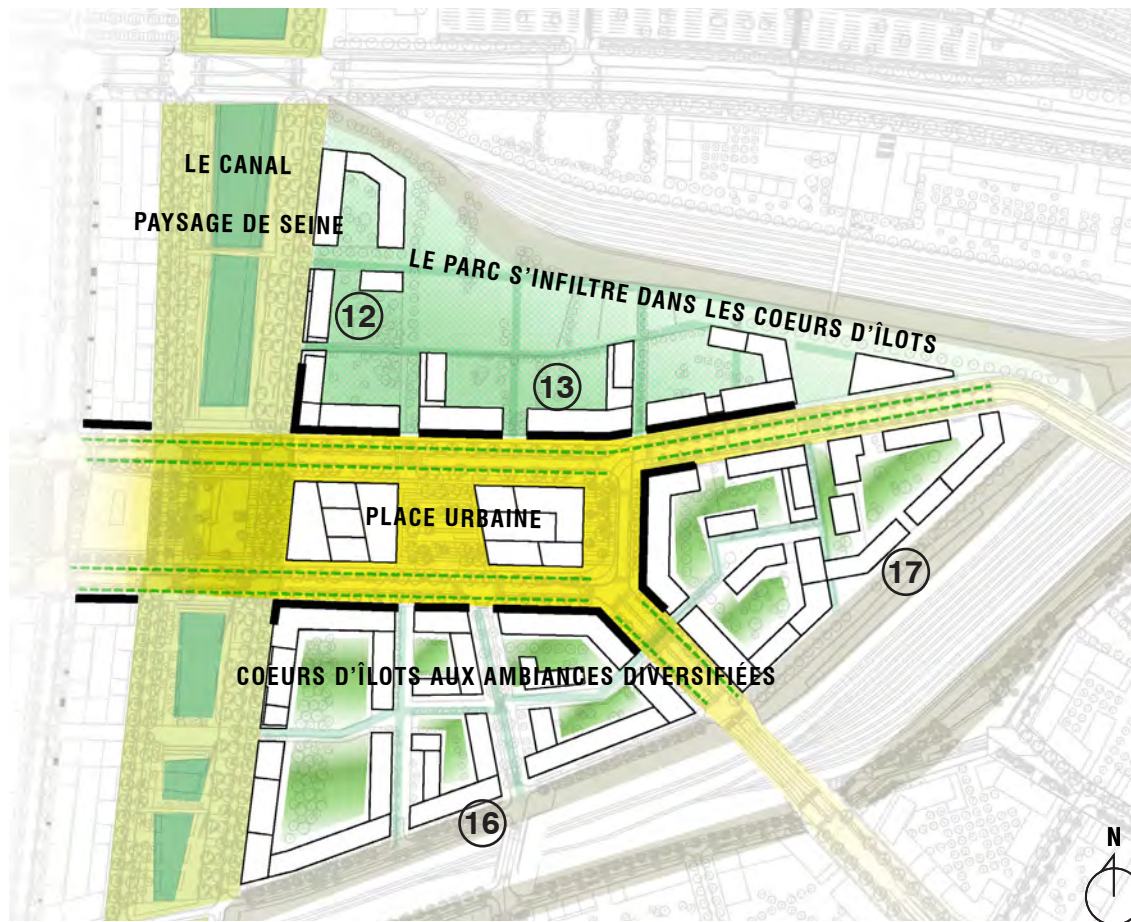 LE CANAL
PAYSAGE DE SEINE
LE PARC S'INFILTRE DANS LES COEURS D'ÎLOTS
12
13
PLACE URBAINE
17
COEURS D'ÎLOTS AUX AMBIANCES DIVERSIFIÉES
16
N